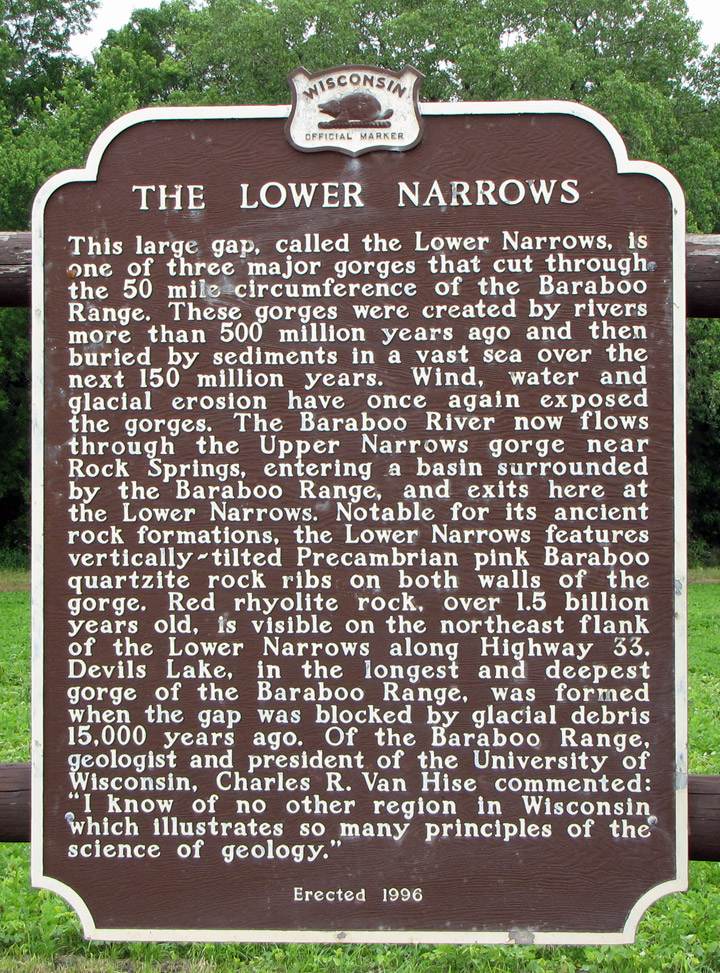 WISCONSIN
OFFICIAL MARKER
THE LOWER NARROWS
This large gap, called the Lower Narrows, is
one of three major gorges that cut through
the 50 mile circumference of the Baraboo
Range. These gorges were created by rivers
more than 500 million years ago and then
buried by sediments in a vast sea over the
next 150 million years. Wind, water and
glacial erosion have once again exposed
the gorges. The Baraboo River now flows
through the Upper Narrows gorge near
Rock Springs, entering a basin surrounded
by the Baraboo Range, and exits here at
the Lower Narrows. Notable for its ancient
rock formations, the Lower Narrows features
vertically-tilted Precambrian pink Baraboo
quartzite rock ribs on both walls of the
gorge. Red rhyolite rock, over 1.5 billion
years old, is visible on the northeast flank
of the Lower Narrows along Highway 33.
Devils Lake, in the longest and deepest
gorge of the Baraboo Range, was formed
when the gap was blocked by glacial debris
15,000 years ago. Of the Baraboo Range,
geologist and president of the University of
Wisconsin, Charles R. Van Hise commented:
“I know of no other region in Wisconsin
which illustrates so many principles of the
science of geology.”
Erected 1996